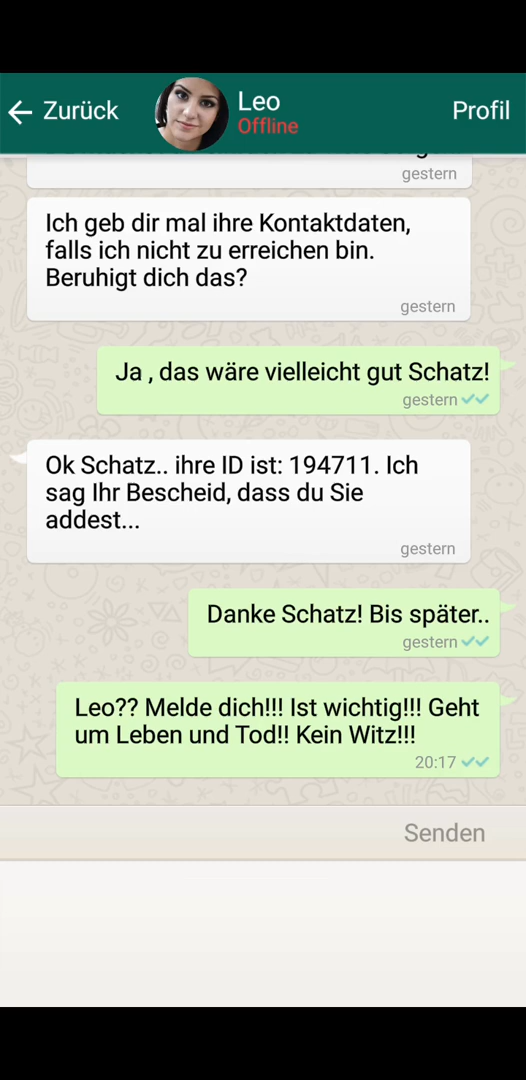 Zurück
Leo
Offline
Profil
gestern
Ich geb dir mal ihre Kontaktdaten,
falls ich nicht zu erreichen bin.
Beruhigt dich das?
gestern
Ja , das wäre vielleicht gut Schatz!
gestern
Ok Schatz.. ihre ID ist: 194711. Ich
sag Ihr Bescheid, dass du Sie
addest...
gestern
Danke Schatz! Bis später..
gestern
Leo?? Melde dich!!! Ist wichtig!!! Geht
um Leben und Tod!! Kein Witz!!!
20:17
Senden